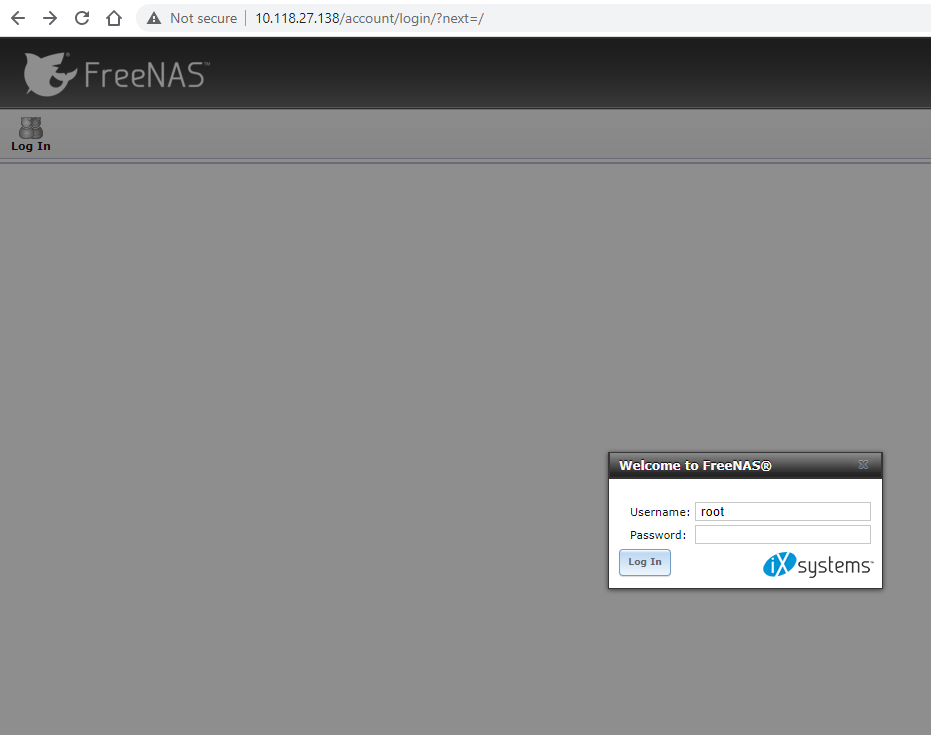 Not secure | 10.118.27.138/account/login/?next=/
FreeNAS™
Log In
Welcome to FreeNAS®
Username: root
Password:
Log In
iXsystems™